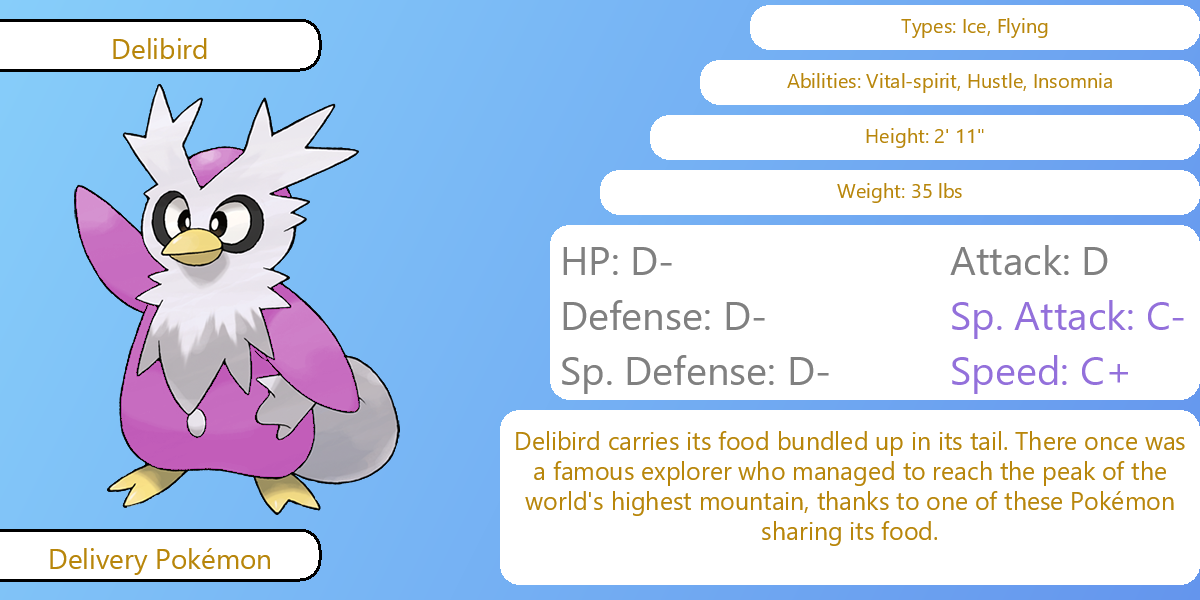 Delibird
Types: Ice, Flying
Abilities: Vital-spirit, Hustle, Insomnia
Height: 2' 11"
Weight: 35 lbs
HP: D-
Attack: D
Defense: D-
Sp. Attack: C-
Sp. Defense: D-
Speed: C+
Delibird carries its food bundled up in its tail. There once was
a famous explorer who managed to reach the peak of the
world's highest mountain, thanks to one of these Pokémon
sharing its food.
Delivery Pokémon